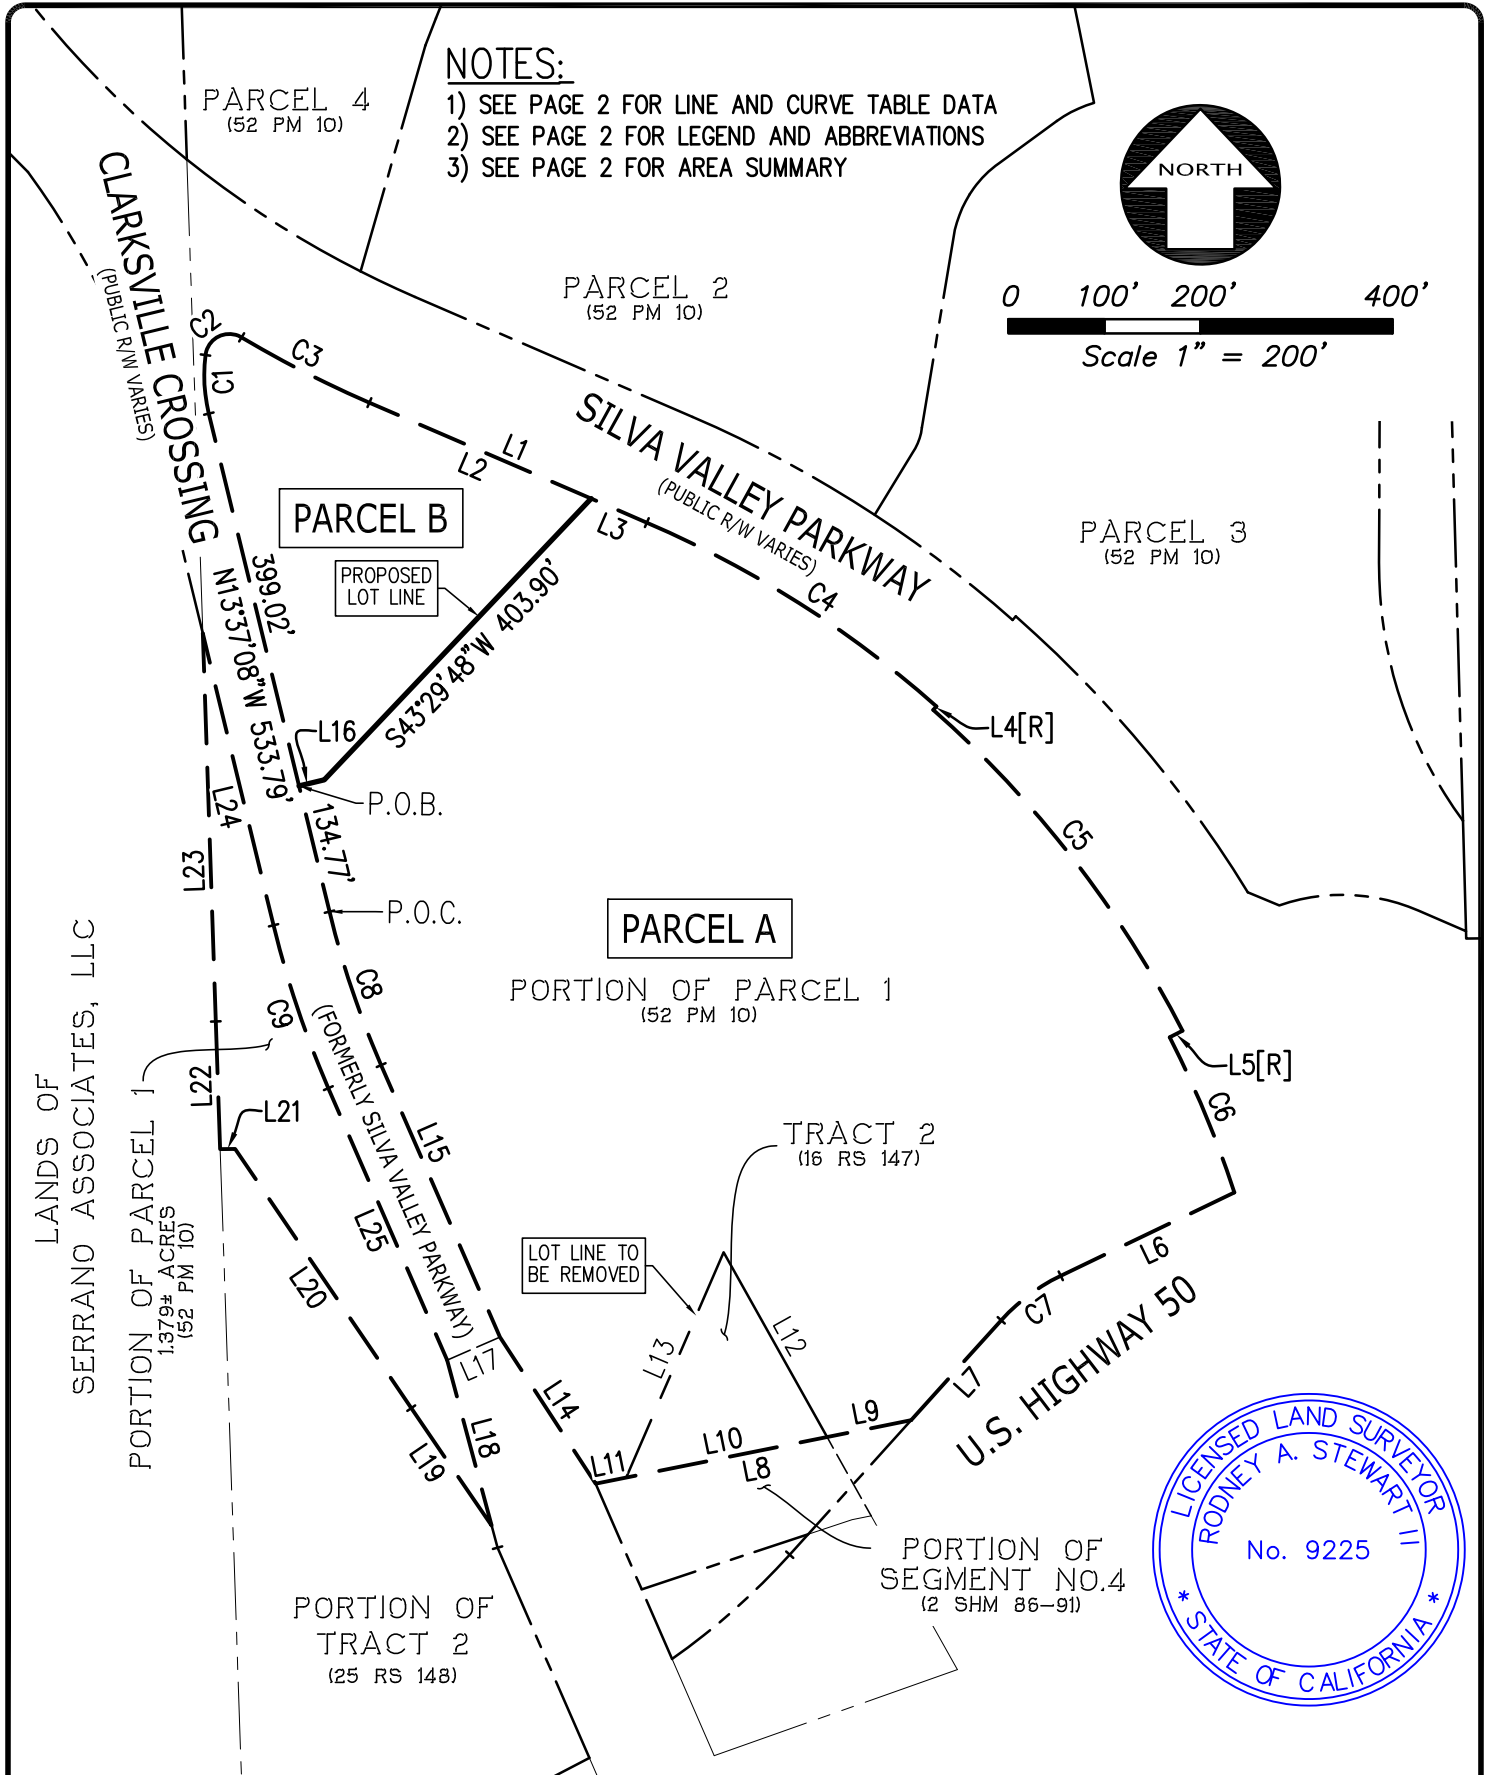 NOTES:
1) SEE PAGE 2 FOR LINE AND CURVE TABLE DATA
2) SEE PAGE 2 FOR LEGEND AND ABBREVIATIONS
3) SEE PAGE 2 FOR AREA SUMMARY
PARCEL 4
(52 PM 10)
NORTH
0 100' 200' 400'
Scale 1" = 200'
PARCEL 2
(52 PM 10)
CLARKSVILLE CROSSING
(PUBLIC R/W VARIES)
C2
C3
C1
L1
L2
SILVA VALLEY PARKWAY
(PUBLIC R/W VARIES)
L3
PARCEL B
PROPOSED
LOT LINE
PARCEL 3
(52 PM 10)
C4
399.02'
N13°37'08"W 533.79'
S43°29'48"W 403.90'
L16
L4[R]
P.O.B.
134.77'
L24
L23
C5
P.O.C.
PARCEL A
PORTION OF PARCEL 1
(52 PM 10)
C8
C9
(FORMERLY SILVA VALLEY PARKWAY)
LANDS OF
SERRANO ASSOCIATES, LLC
PORTION OF PARCEL 1
1.379± ACRES
(52 PM 10)
L22
L21
L5[R]
C6
L15
TRACT 2
(16 RS 147)
L25
LOT LINE TO
BE REMOVED
L6
L20
C7
L12
L13
L17
U.S. HIGHWAY 50
L7
L14
L9
L10
L8
L11
L18
L19
PORTION OF
SEGMENT NO.4
(2 SHM 86-91)
PORTION OF
TRACT 2
(25 RS 148)
LICENSED LAND SURVEYOR
RODNEY A. STEWART II
No. 9225
* STATE OF CALIFORNIA *